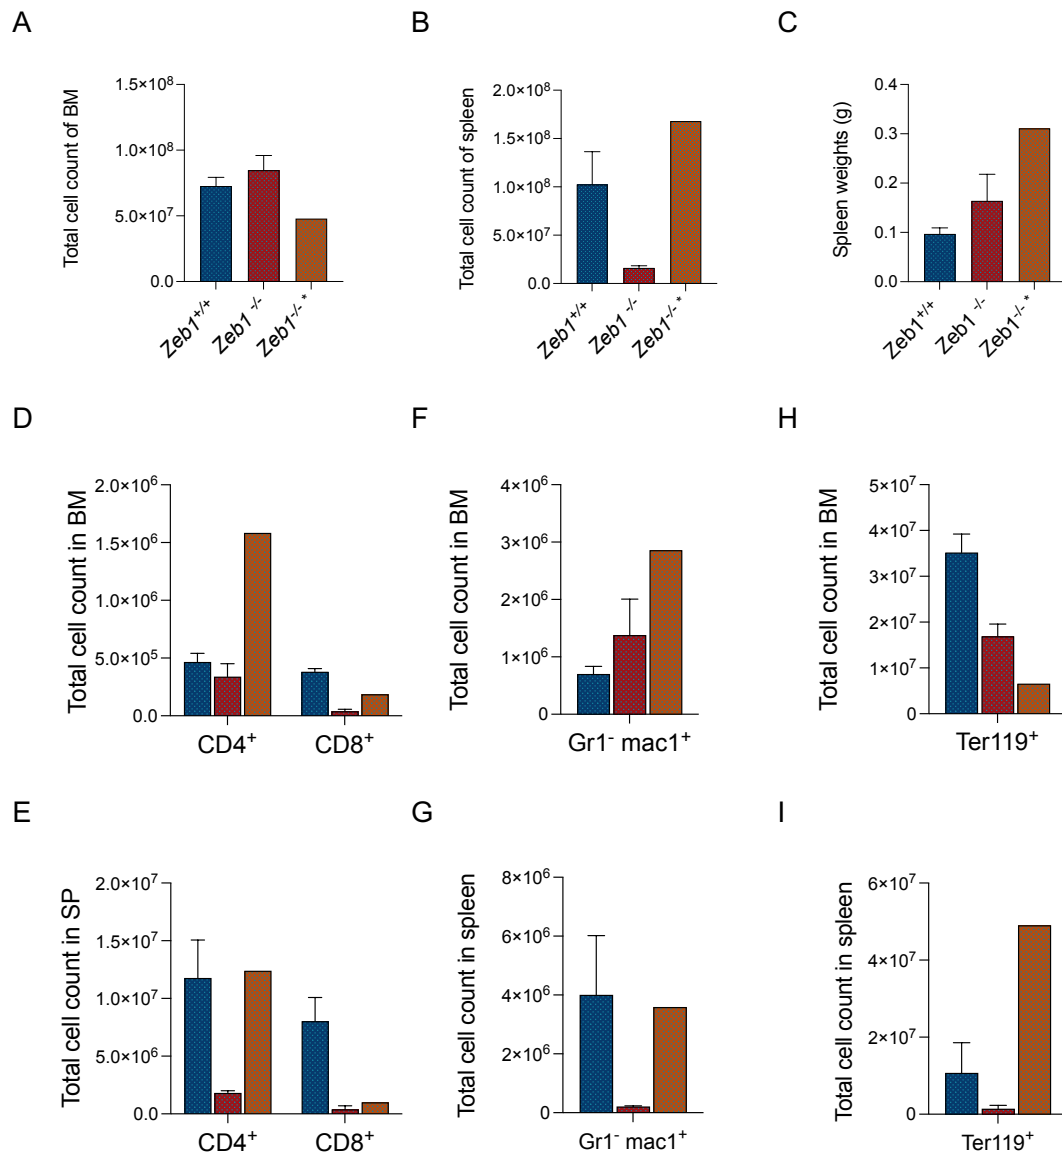 A
B
C
Total cell count of BM
1.5×10⁸
1.0×10⁸
5.0×10⁷
0.0
Zeb1+/+
Zeb1 -/-
Zeb1-/- *
Total cell count of spleen
2.0×10⁸
1.5×10⁸
1.0×10⁸
5.0×10⁷
0.0
Zeb1+/+
Zeb1 -/-
Zeb1-/- *
Spleen weights (g)
0.4
0.3
0.2
0.1
0.0
Zeb1+/+
Zeb1 -/-
Zeb1-/- *
D
F
H
Total cell count in BM
2.0×10⁶
1.5×10⁶
1.0×10⁶
5.0×10⁵
0.0
CD4⁺ CD8⁺
Total cell count in BM
4×10⁶
3×10⁶
2×10⁶
1×10⁶
0
Gr1⁻ mac1⁺
Total cell count in BM
5×10⁷
4×10⁷
3×10⁷
2×10⁷
1×10⁷
0
Ter119⁺
E
G
I
Total cell count in SP
2.0×10⁷
1.5×10⁷
1.0×10⁷
5.0×10⁶
0.0
CD4⁺ CD8⁺
Total cell count in spleen
8×10⁶
6×10⁶
4×10⁶
2×10⁶
0
Gr1⁻ mac1⁺
Total cell count in spleen
6×10⁷
4×10⁷
2×10⁷
0
Ter119⁺